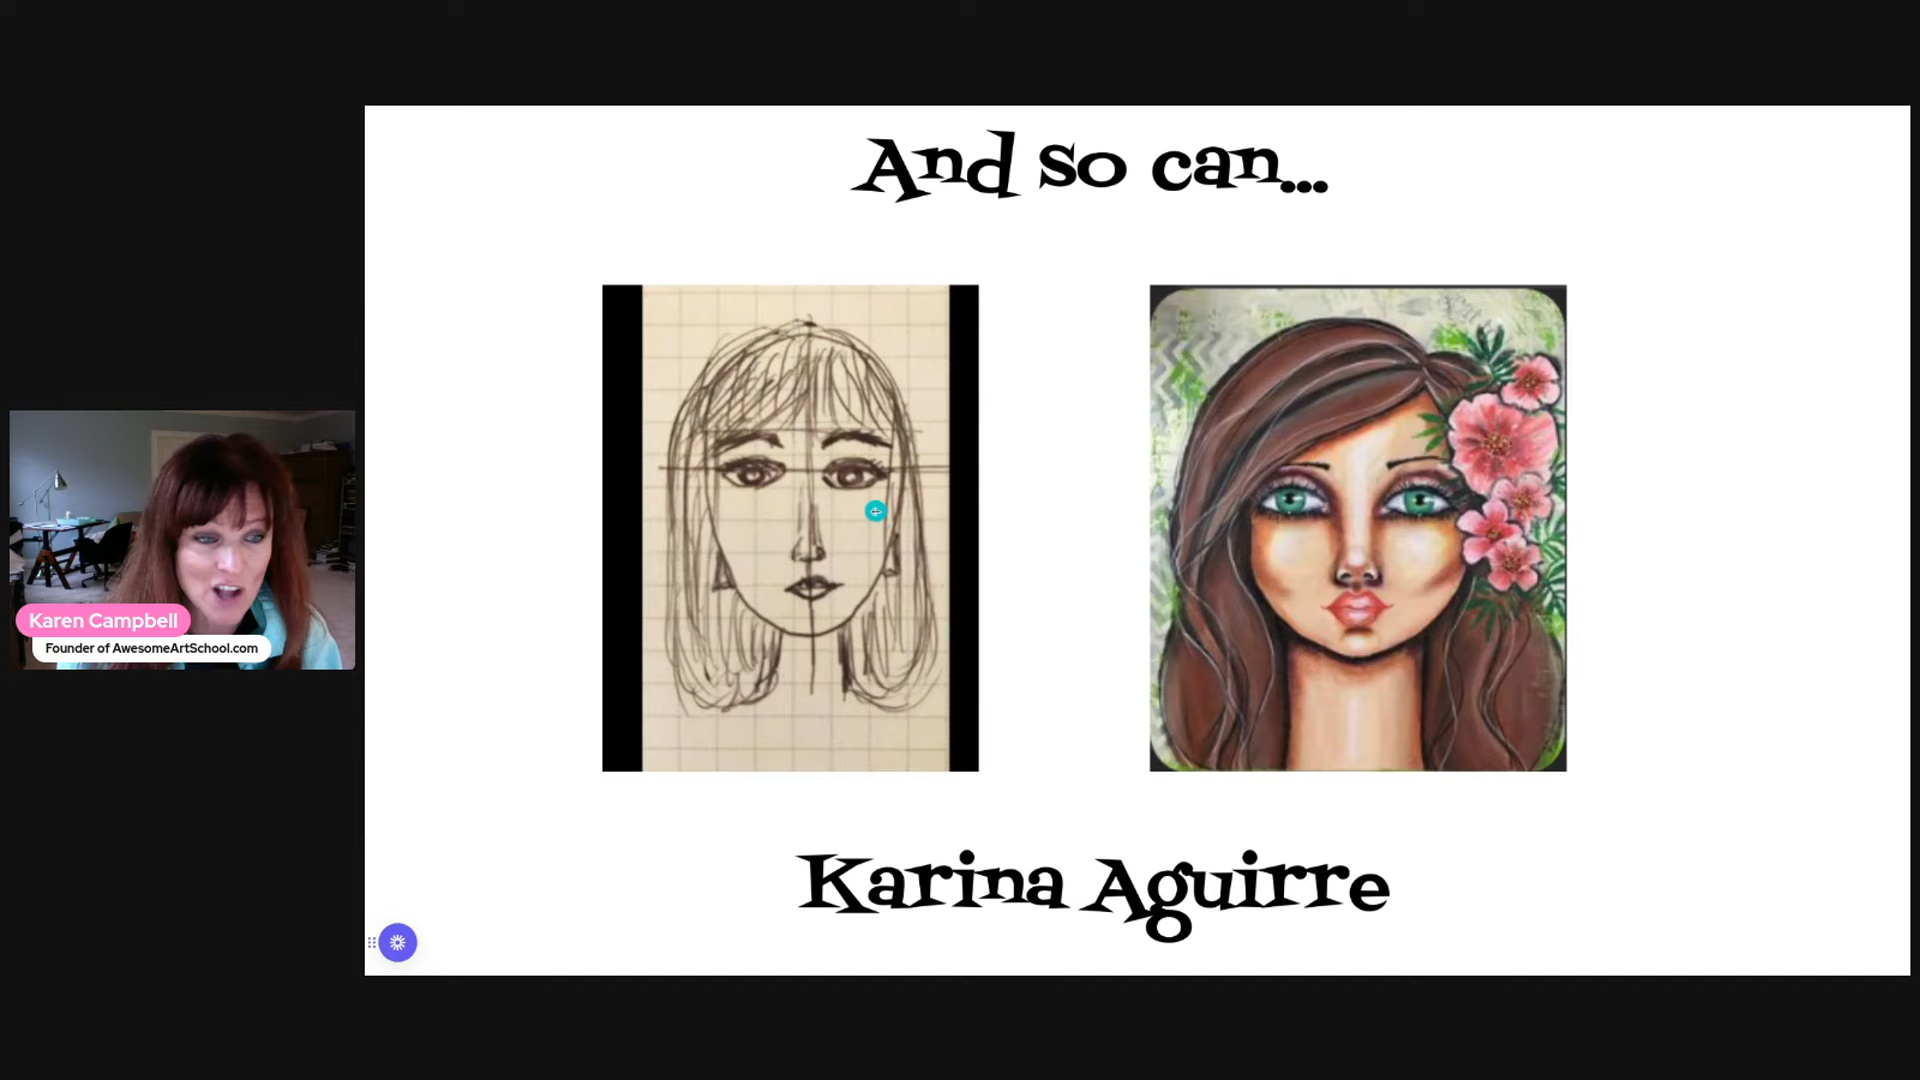 And so can...
Karen Campbell
Founder of AwesomeArtSchool.com
Karina Aguirre